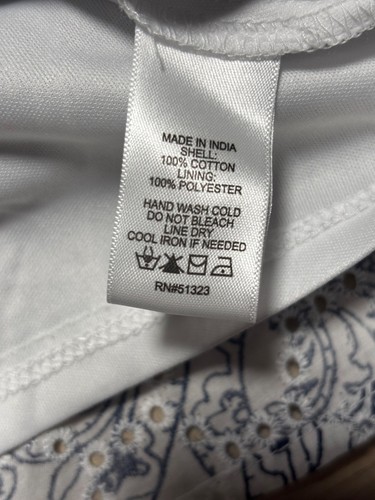 MADE IN INDIA
SHELL:
100% COTTON
LINING:
100% POLYESTER
HAND WASH COLD
DO NOT BLEACH
LINE DRY
COOL IRON IF NEEDED
RN#51323